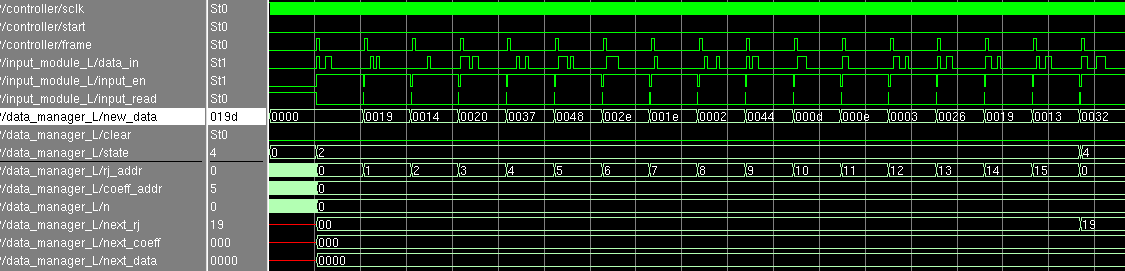 */controller/sclk St0
*/controller/start St0
*/controller/frame St0
*/input_module_L/data_in St1
*/input_module_L/input_en St1
*/input_module_L/input_read St0
*/data_manager_L/new_data 019d 0000 0019 0014 0020 0037 0048 002e 001e 0002 0044 000d 000e 0003 0026 0019 0013 0032
*/data_manager_L/clear St0
*/data_manager_L/state 4 0 2 4
*/data_manager_L/rj_addr 0 0 1 2 3 4 5 6 7 8 9 10 11 12 13 14 15 0
*/data_manager_L/coeff_addr 5 0
*/data_manager_L/n 0 0
*/data_manager_L/next_rj 19 00 19
*/data_manager_L/next_coeff 000 000
*/data_manager_L/next_data 0000 0000